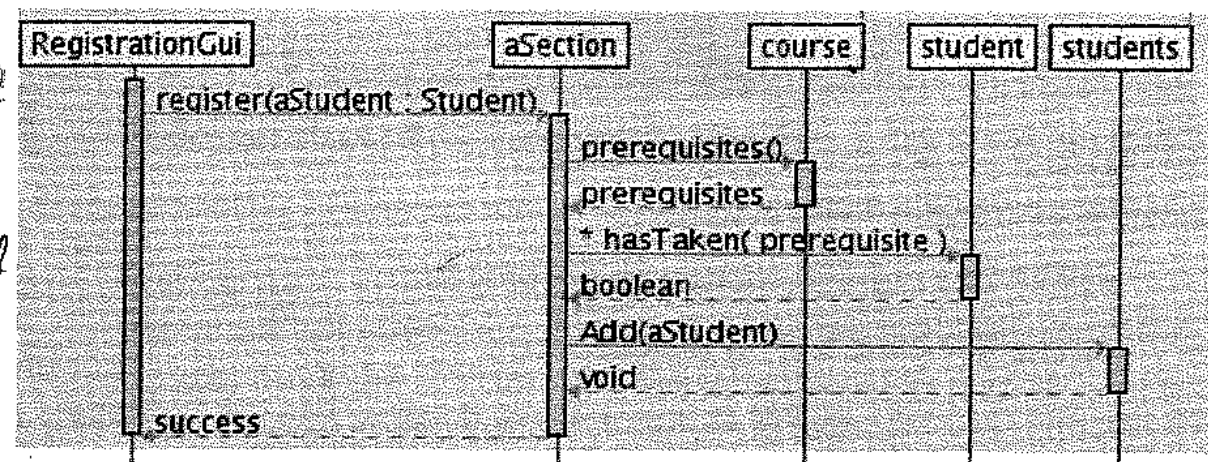 RegistrationGui aSection course student students
register(aStudent : Student)
prerequisites()
prerequisites
* hasTaken( prerequisite )
boolean
Add(aStudent)
void
success